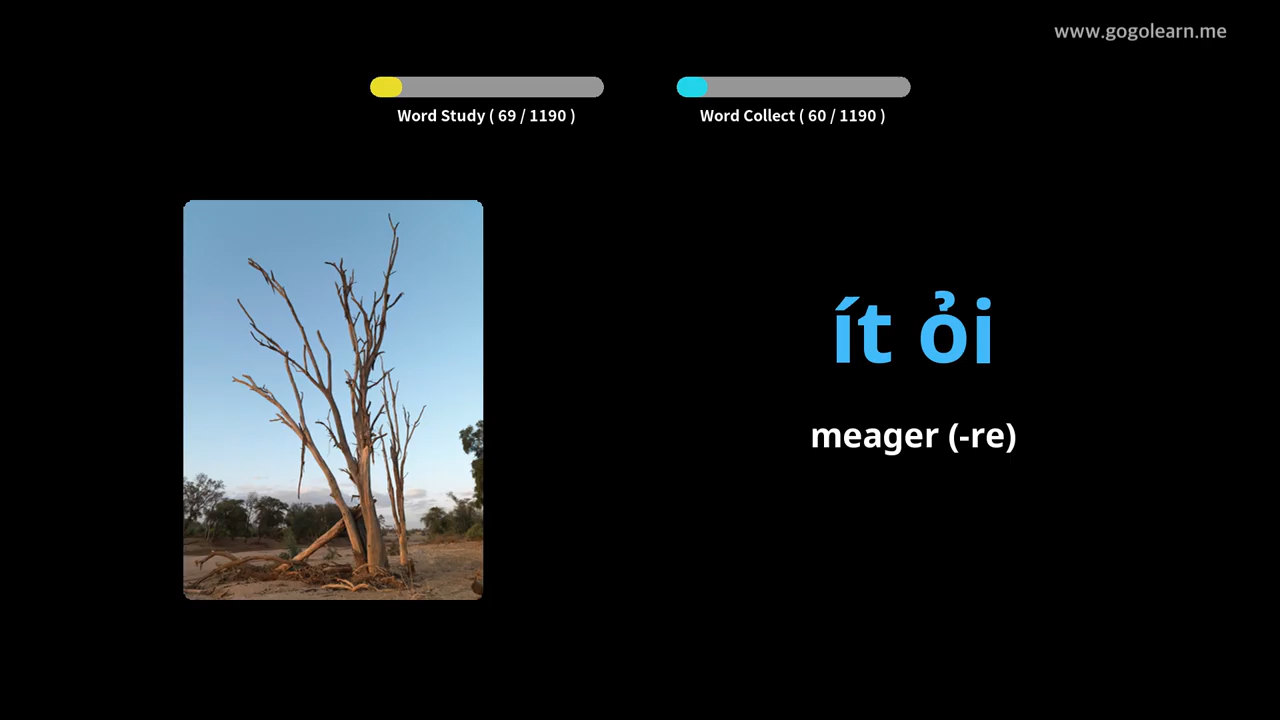 www.gogolearn.me
Word Study ( 69 / 1190 )
Word Collect ( 60 / 1190 )
ít ỏi
meager (-re)